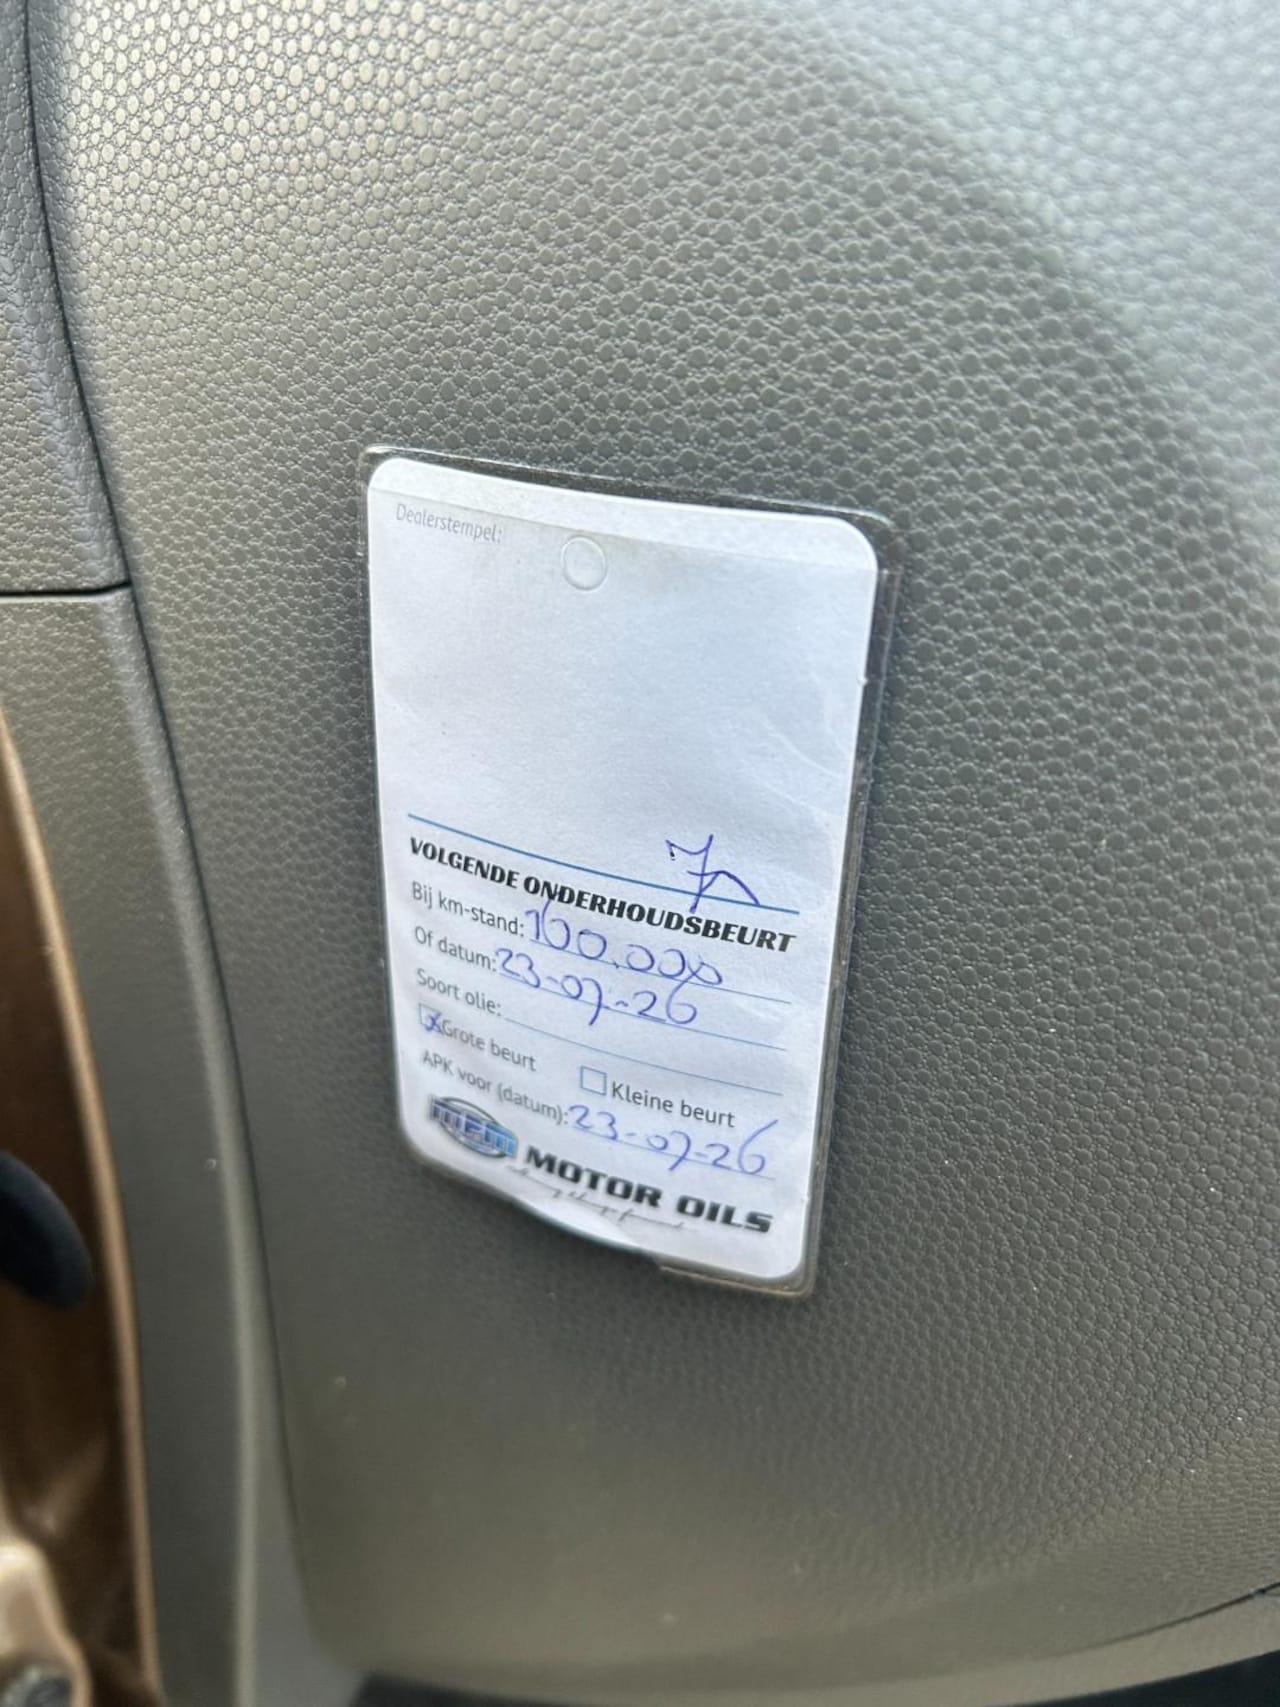 Dealerstempel:
VOLGENDE ONDERHOUDSBEURT
Bij km-stand: 100.000
Of datum: 23-07-26
Soort olie:
Grote beurt Kleine beurt
APK voor (datum): 23-07-26
MPM MOTOR OILS